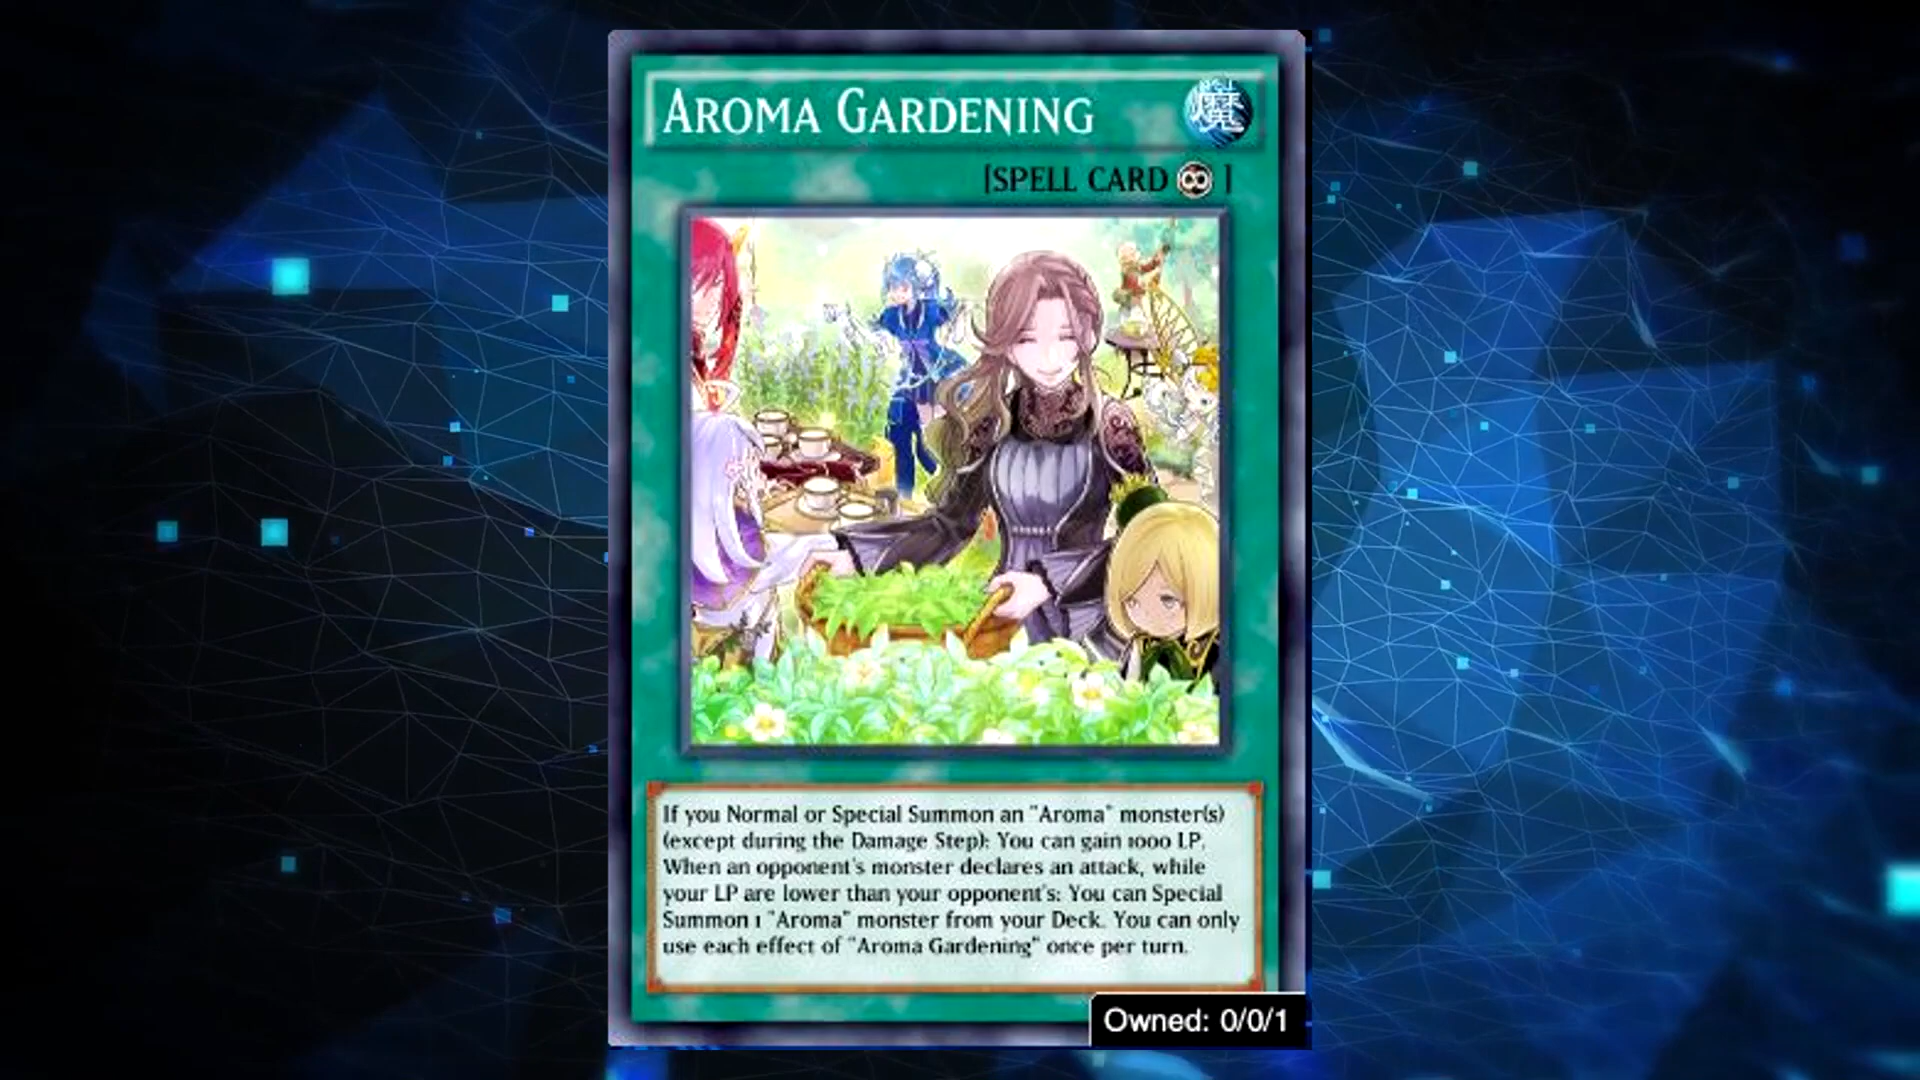 AROMA GARDENING
魔
[SPELL CARD ∞ ]
If you Normal or Special Summon an "Aroma" monster(s)
(except during the Damage Step): You can gain 1000 LP.
When an opponent's monster declares an attack, while
your LP are lower than your opponent's: You can Special
Summon 1 "Aroma" monster from your Deck. You can only
use each effect of "Aroma Gardening" once per turn.
Owned: 0/0/1